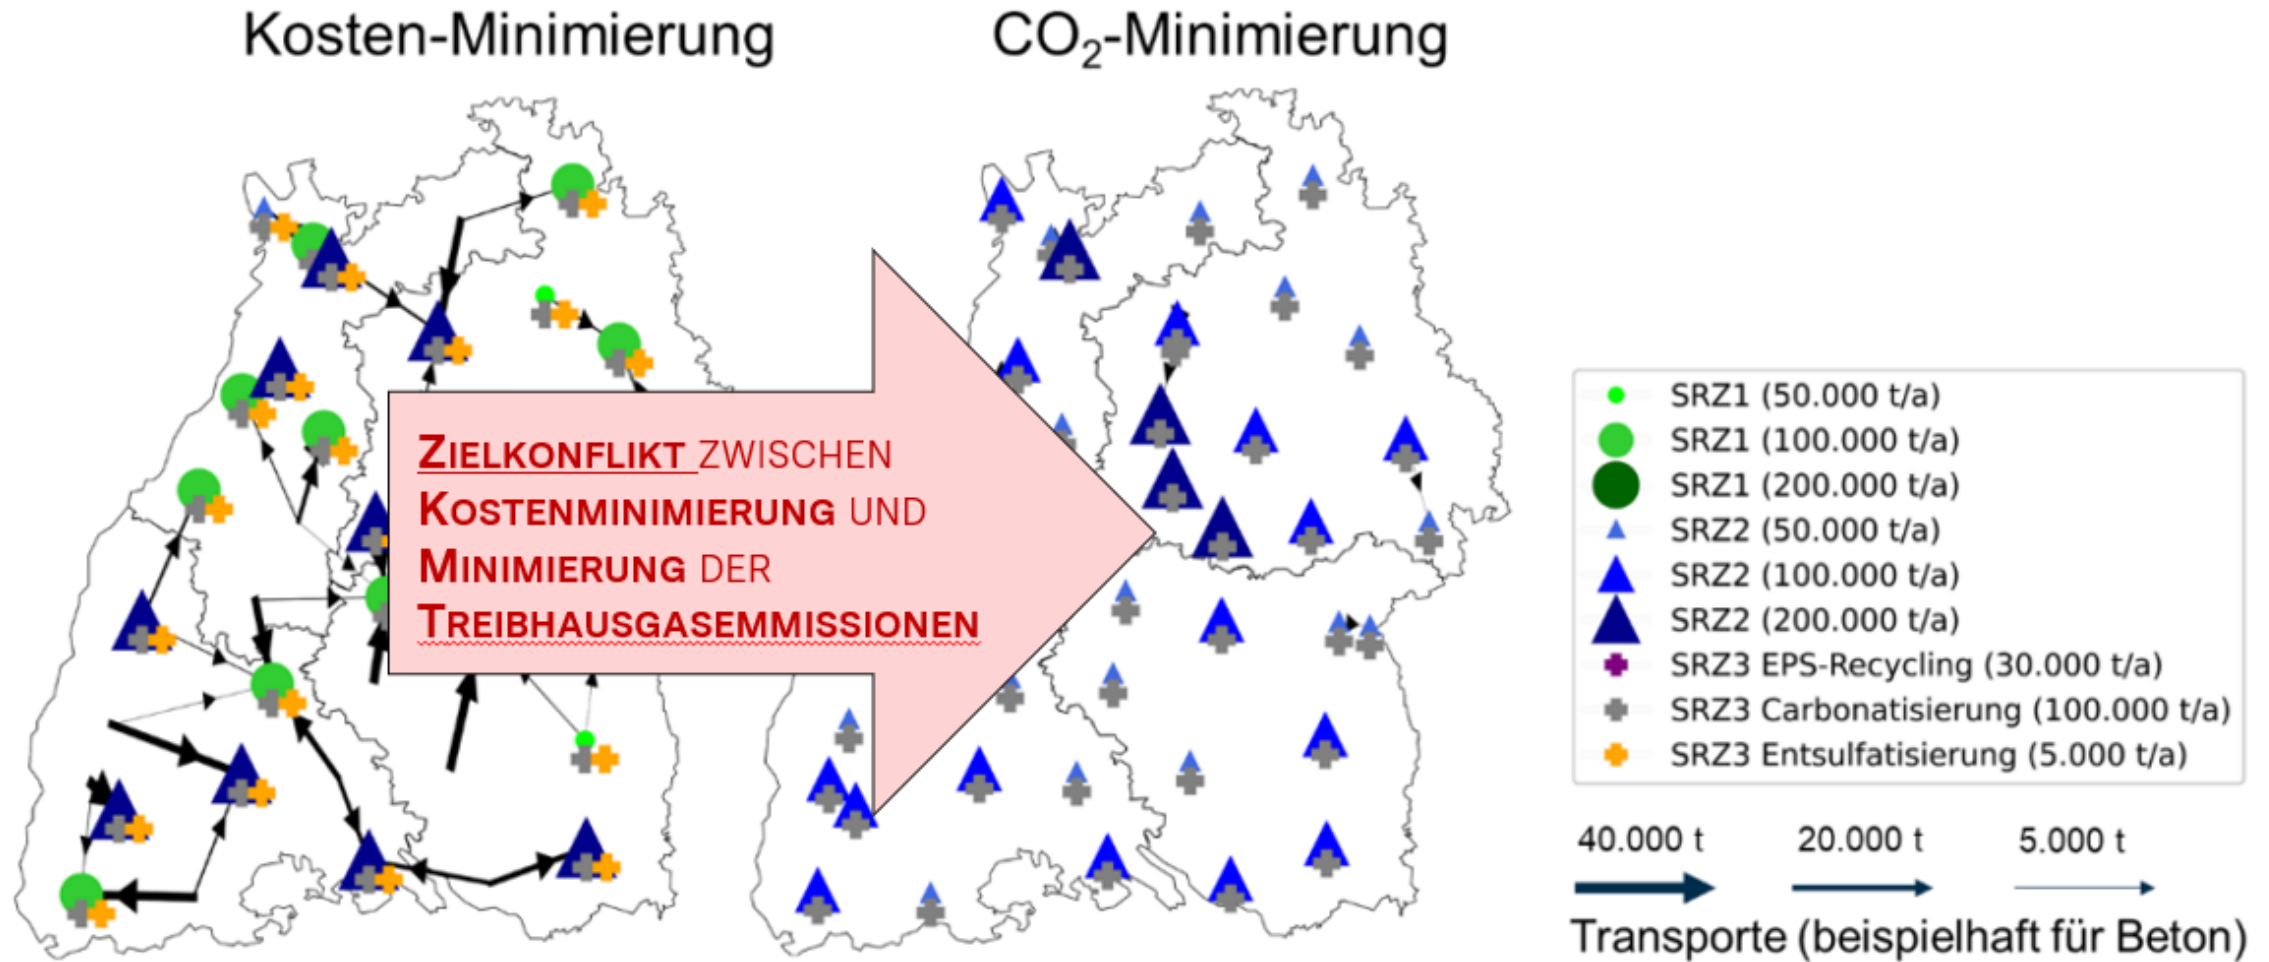 Kosten-Minimierung
CO₂-Minimierung
ZIELKONFLIKT ZWISCHEN
KOSTENMINIMIERUNG UND
MINIMIERUNG DER
TREIBHAUSGASEMMISSIONEN
SRZ1 (50.000 t/a)
SRZ1 (100.000 t/a)
SRZ1 (200.000 t/a)
SRZ2 (50.000 t/a)
SRZ2 (100.000 t/a)
SRZ2 (200.000 t/a)
SRZ3 EPS-Recycling (30.000 t/a)
SRZ3 Carbonatisierung (100.000 t/a)
SRZ3 Entsulfatisierung (5.000 t/a)
40.000 t 20.000 t 5.000 t
Transporte (beispielhaft für Beton)